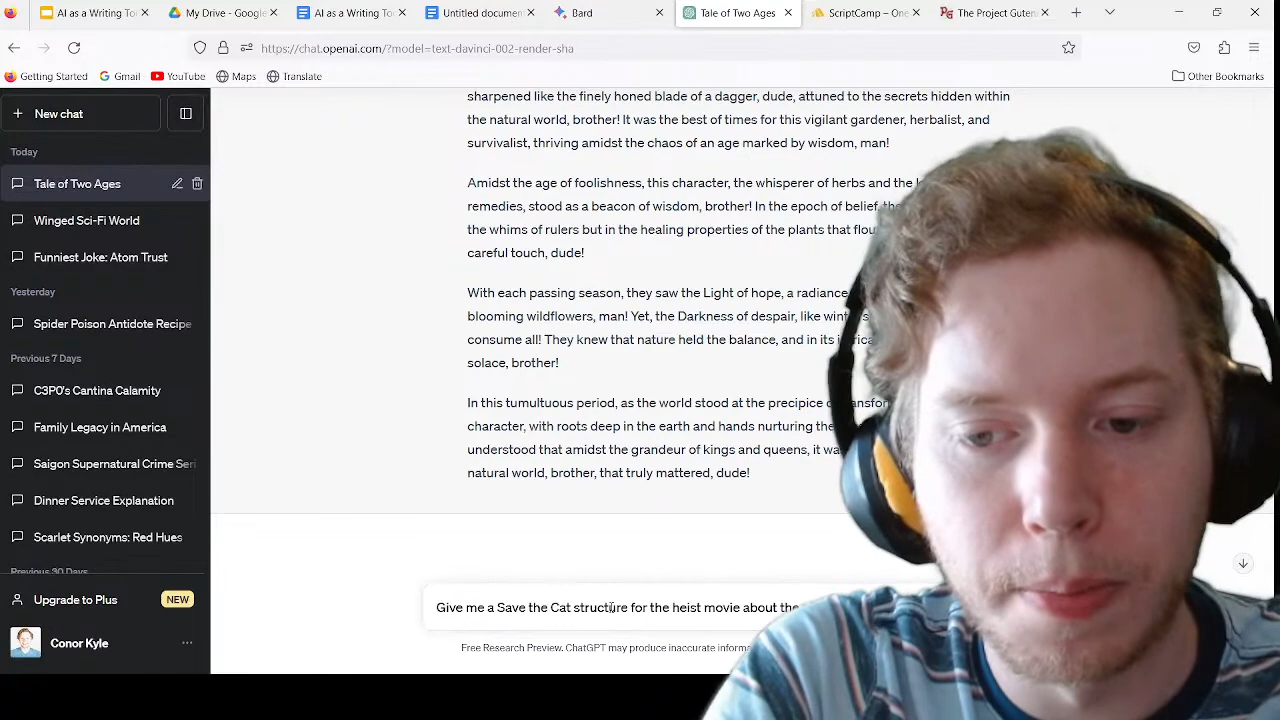 AI as a Writing To
My Drive - Google
AI as a Writing To
Untitled documen
Bard
Tale of Two Ages
ScriptCamp – One
The Project Guten
https://chat.openai.com/?model=text-davinci-002-render-sha
Getting Started
Gmail
YouTube
Maps
Translate
Other Bookmarks
New chat
Today
Tale of Two Ages
Winged Sci-Fi World
Funniest Joke: Atom Trust
Yesterday
Spider Poison Antidote Recipe
Previous 7 Days
C3P0's Cantina Calamity
Family Legacy in America
Saigon Supernatural Crime Seri
Dinner Service Explanation
Scarlet Synonyms: Red Hues
Previous 30 Days
Upgrade to Plus
NEW
Conor Kyle
sharpened like the finely honed blade of a dagger, dude, attuned to the secrets hidden within
the natural world, brother! It was the best of times for this vigilant gardener, herbalist, and
survivalist, thriving amidst the chaos of an age marked by wisdom, man!
Amidst the age of foolishness, this character, the whisperer of herbs and the
remedies, stood as a beacon of wisdom, brother! In the epoch of belief,
the whims of rulers but in the healing properties of the plants that
careful touch, dude!
With each passing season, they saw the Light of hope, a radiance
blooming wildflowers, man! Yet, the Darkness of despair, like
consume all! They knew that nature held the balance, and in its
solace, brother!
In this tumultuous period, as the world stood at the precipice
character, with roots deep in the earth and hands nurturing the
understood that amidst the grandeur of kings and queens, it
natural world, brother, that truly mattered, dude!
Give me a Save the Cat structure for the heist movie about the
Free Research Preview. ChatGPT may produce inaccurate